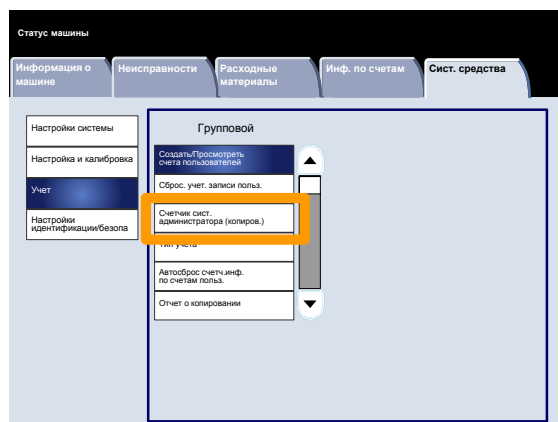 Статус машины
Информация о
машине
Неисправности
Расходные
материалы
Инф. по счетам
Сист. средства
Настройки системы
Настройка и калибровка
Учет
Настройки
идентификации/безопа
Групповой
Создать/Просмотреть
счета пользователей
Сброс. учет. записи польз.
Счетчик сист.
администратора (копиров.)
Тип учета
Автосброс счетч.инф.
по счетам польз.
Отчет о копировании